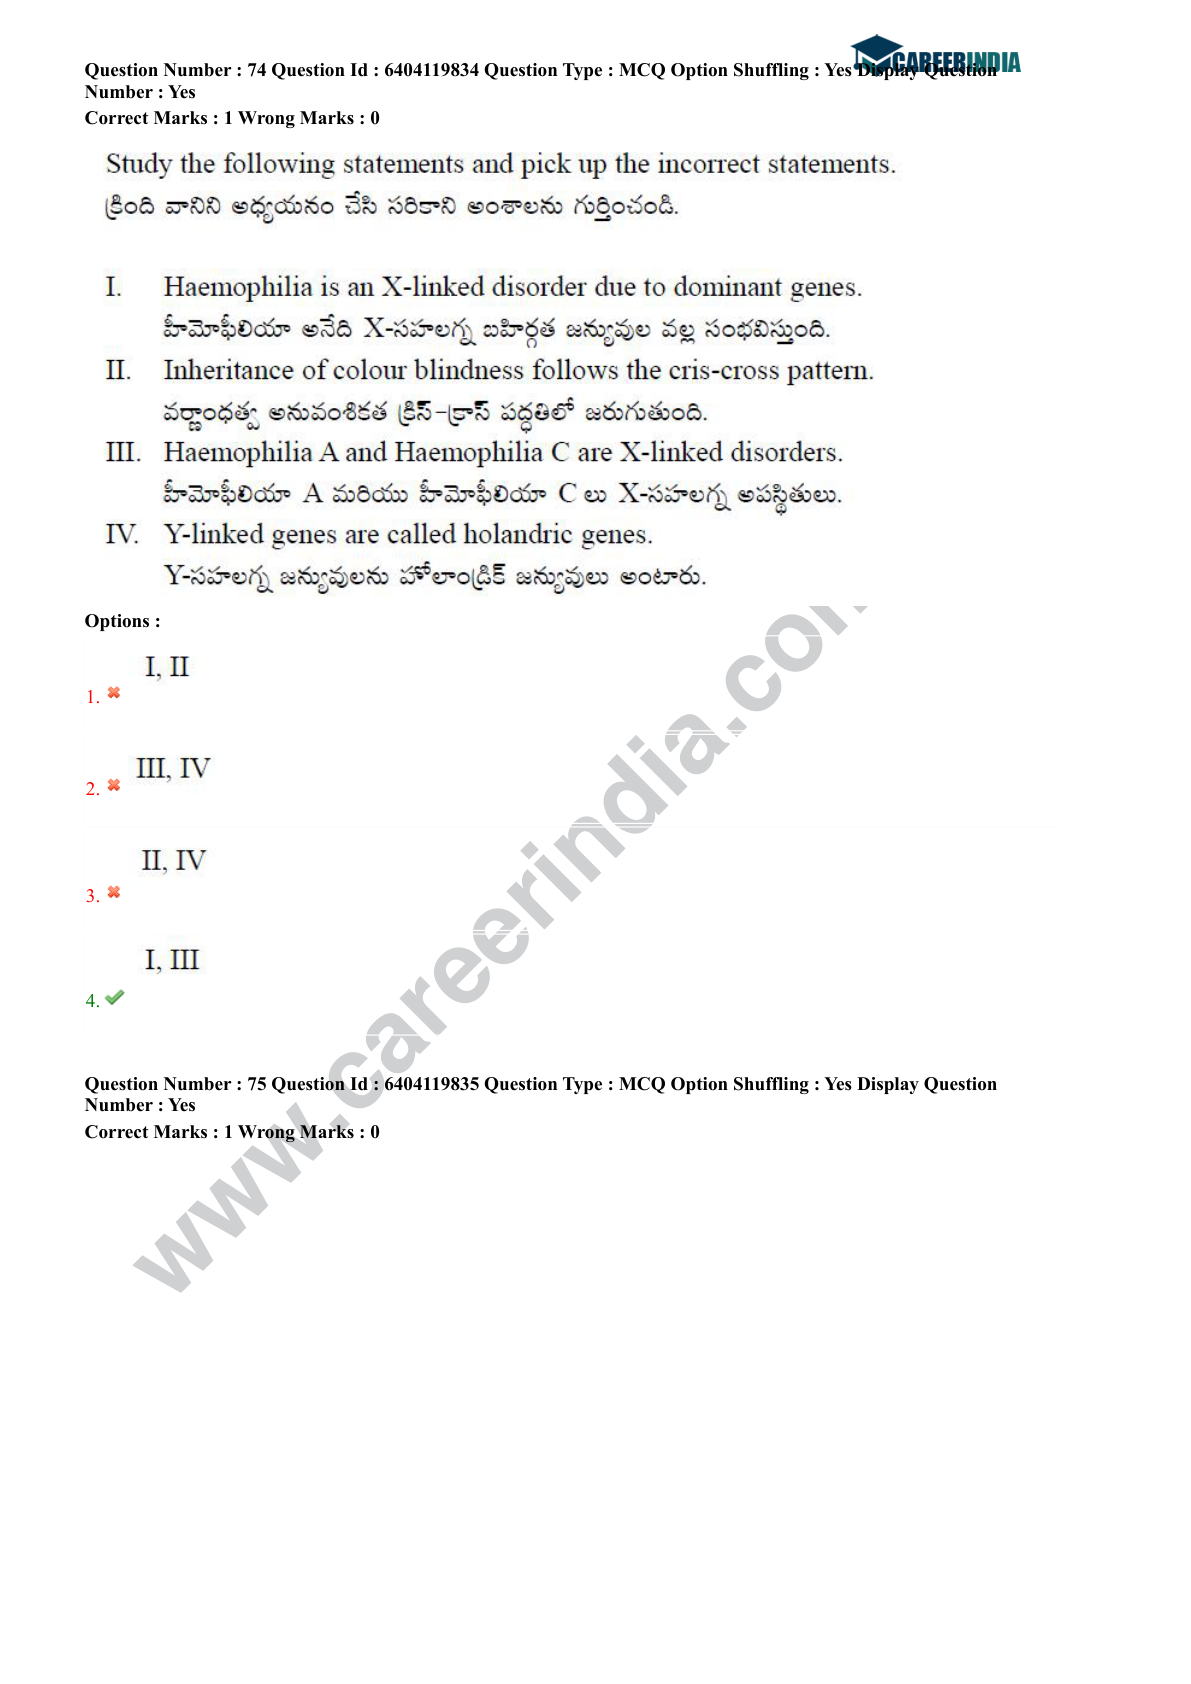 CAREERINDIA
Question Number : 74 Question Id : 6404119834 Question Type : MCQ Option Shuffling : Yes Display Question
Number : Yes
Correct Marks : 1 Wrong Marks : 0
Study the following statements and pick up the incorrect statements.
క్రింది వానిని అధ్యయనం చేసి సరికాని అంశాలను గుర్తించండి.
I. Haemophilia is an X-linked disorder due to dominant genes.
హీమోఫీలియా అనేది X-సహలగ్న బహిర్గత జన్యువుల వల్ల సంభవిస్తుంది.
II. Inheritance of colour blindness follows the cris-cross pattern.
వర్ణాంధత్వ అనువంశికత క్రిస్-క్రాస్ పద్ధతిలో జరుగుతుంది.
III. Haemophilia A and Haemophilia C are X-linked disorders.
హీమోఫీలియా A మరియు హీమోఫీలియా C లు X-సహలగ్న అపస్థితులు.
IV. Y-linked genes are called holandric genes.
Y-సహలగ్న జన్యువులను హోలాండ్రిక్ జన్యువులు అంటారు.
Options :
I, II
1.
III, IV
2.
II, IV
3.
I, III
4.
www.careerindia.com
Question Number : 75 Question Id : 6404119835 Question Type : MCQ Option Shuffling : Yes Display Question
Number : Yes
Correct Marks : 1 Wrong Marks : 0